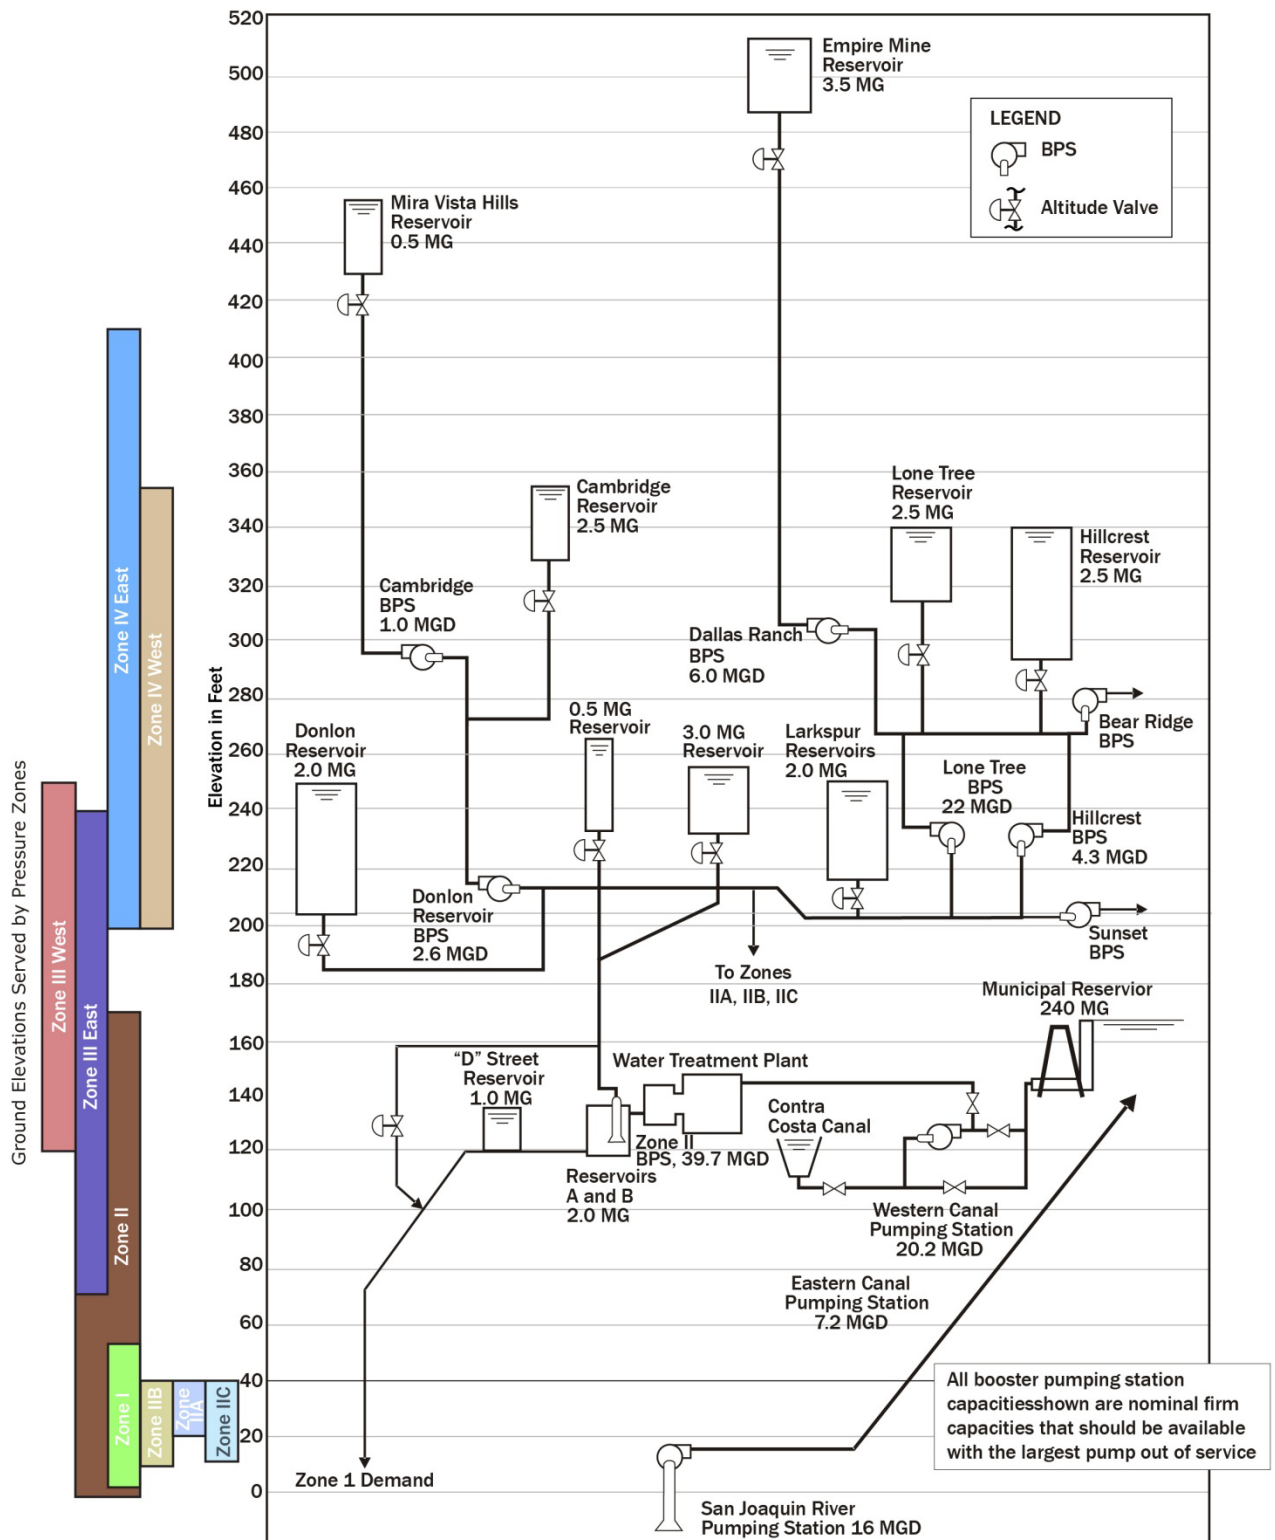 520
500
480
460
440
420
400
380
360
340
320
300
280
260
240
220
200
180
160
140
120
100
80
60
40
20
0
Elevation in Feet
Ground Elevations Served by Pressure Zones
Zone III West
Zone III East
Zone IV East
Zone IV West
Zone II
Zone I
Zone IIB
Zone
IIA
Zone IIC
Empire Mine
Reservoir
3.5 MG
LEGEND
BPS
Altitude Valve
Mira Vista Hills
Reservoir
0.5 MG
Cambridge
Reservoir
2.5 MG
Lone Tree
Reservoir
2.5 MG
Hillcrest
Reservoir
2.5 MG
Cambridge
BPS
1.0 MGD
Dallas Ranch
BPS
6.0 MGD
Bear Ridge
BPS
Donlon
Reservoir
2.0 MG
0.5 MG
Reservoir
3.0 MG
Reservoir
Larkspur
Reservoirs
2.0 MG
Lone Tree
BPS
22 MGD
Hillcrest
BPS
4.3 MGD
Donlon
Reservoir
BPS
2.6 MGD
Sunset
BPS
To Zones
IIA, IIB, IIC
Municipal Reservior
240 MG
"D" Street
Reservoir
1.0 MG
Water Treatment Plant
Contra
Costa Canal
Zone II
BPS, 39.7 MGD
Reservoirs
A and B
2.0 MG
Western Canal
Pumping Station
20.2 MGD
Eastern Canal
Pumping Station
7.2 MGD
All booster pumping station
capacitiesshown are nominal firm
capacities that should be available
with the largest pump out of service
Zone 1 Demand
San Joaquin River
Pumping Station 16 MGD